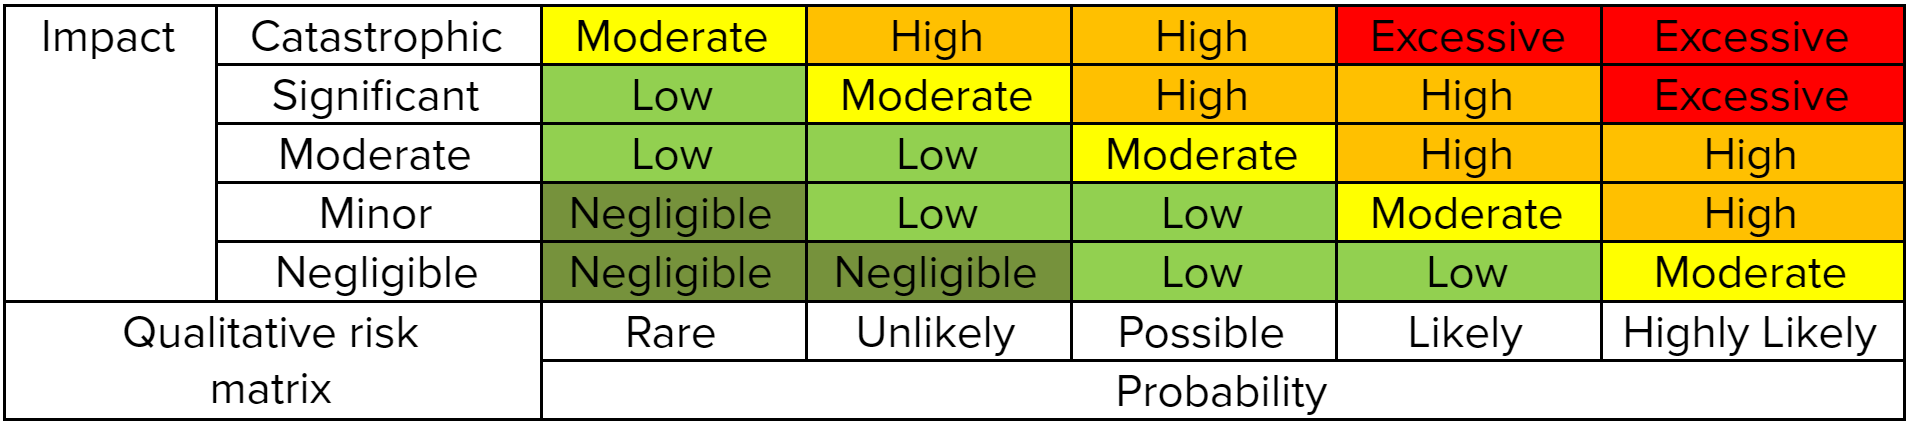 Impact Catastrophic Moderate High High Excessive Excessive
Significant Low Moderate High High Excessive
Moderate Low Low Moderate High High
Minor Negligible Low Low Moderate High
Negligible Negligible Negligible Low Low Moderate
Qualitative risk Rare Unlikely Possible Likely Highly Likely
matrix Probability